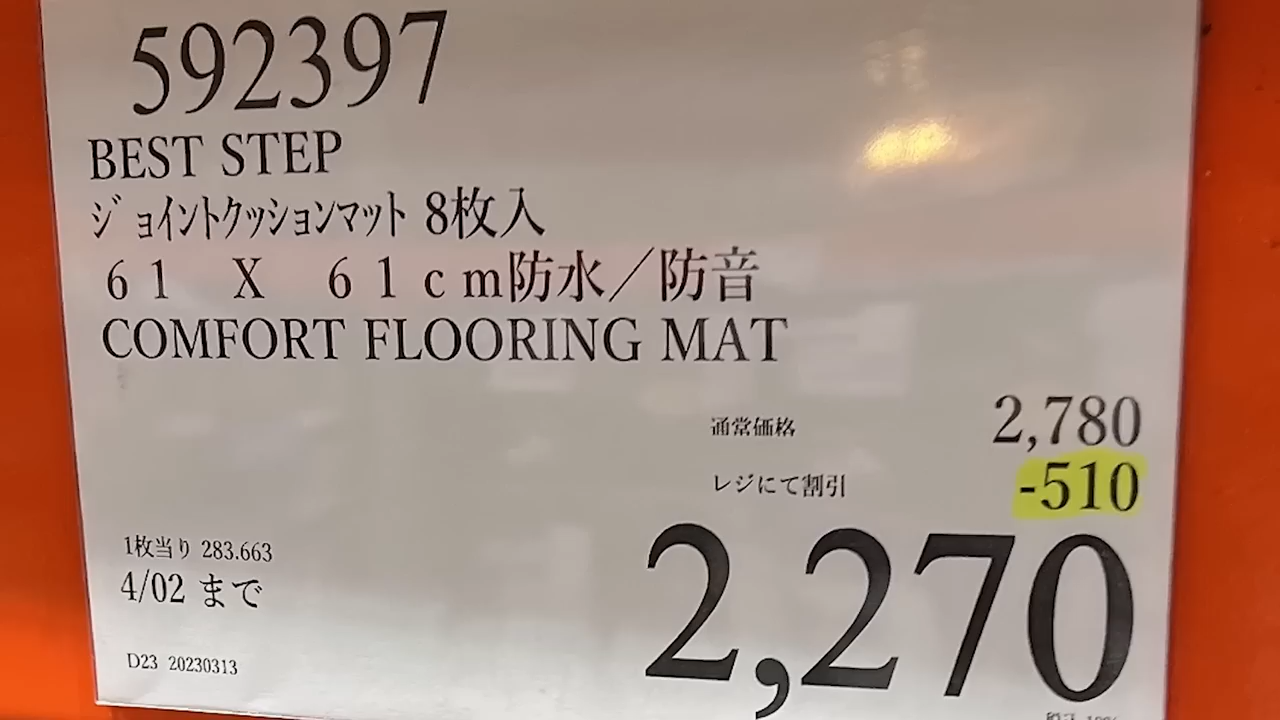 592397
BEST STEP
ジョイントクッションマット 8枚入
61 X 61cm防水／防音
COMFORT FLOORING MAT
通常価格 2,780
レジにて割引 -510
2,270
1枚当り 283.663
4/02 まで
D23 20230313